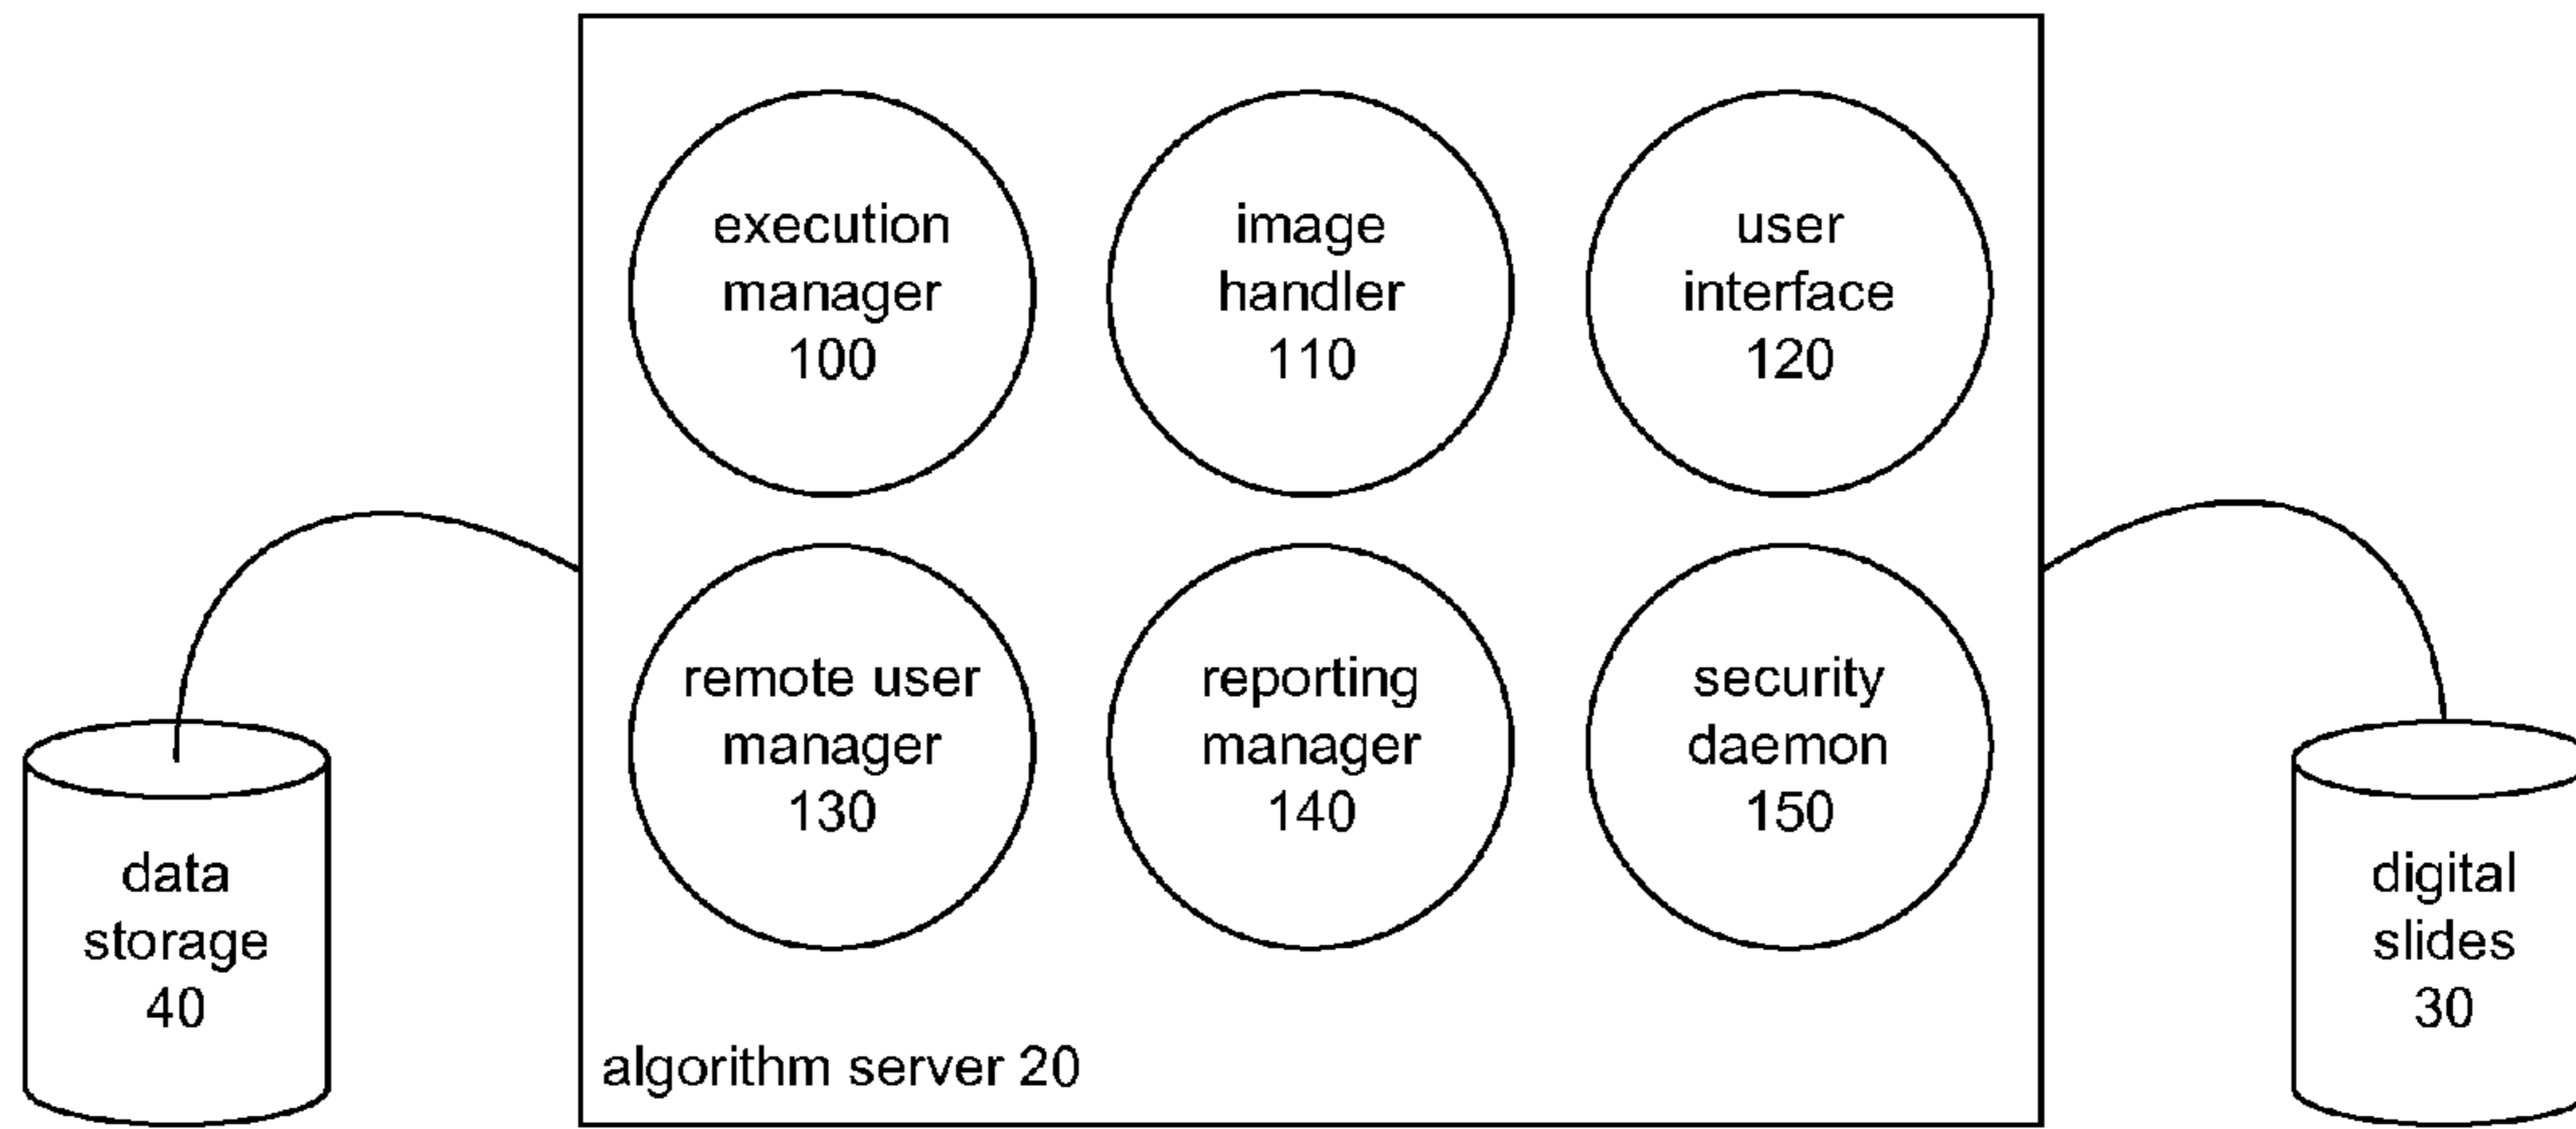 execution
manager
100
image
handler
110
user
interface
120
remote user
manager
130
reporting
manager
140
security
daemon
150
data
storage
40
digital
slides
30
algorithm server 20